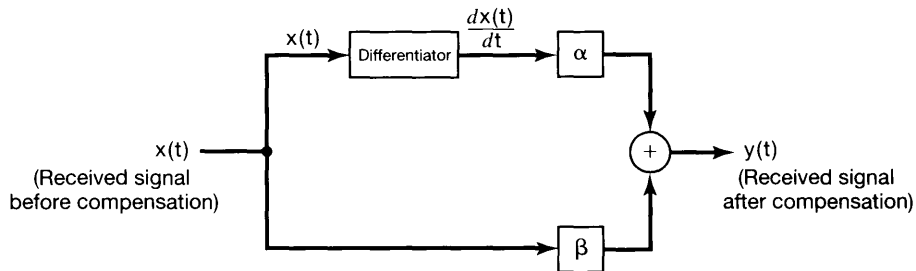 x(t)
dx(t)
dt
Differentiator
α
x(t)
(Received signal
before compensation)
+
y(t)
(Received signal
after compensation)
β